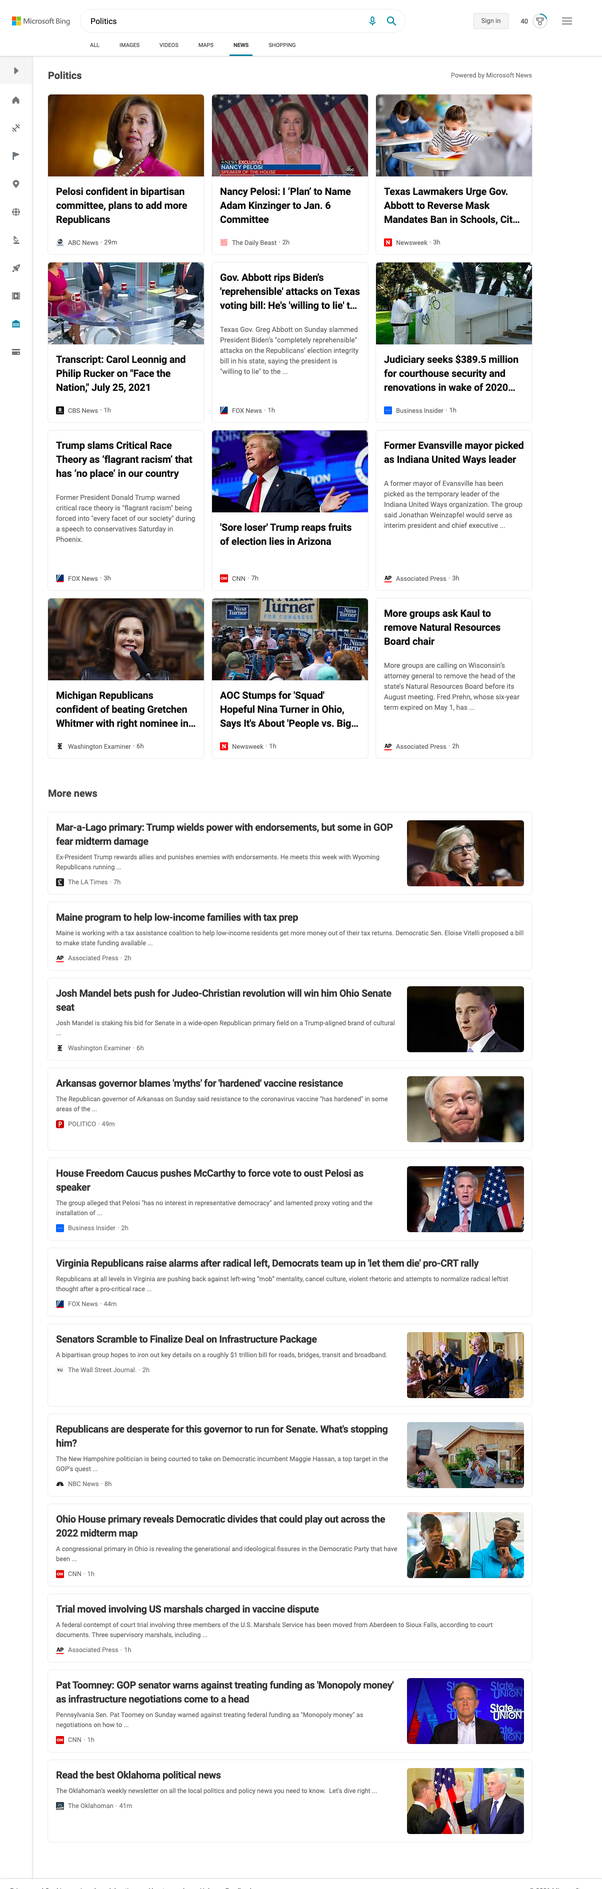 Microsoft Bing
Politics
Sign in
40
ALL
IMAGES
VIDEOS
MAPS
NEWS
SHOPPING
Politics
Powered by Microsoft News
Pelosi confident in bipartisan
committee, plans to add more
Republicans
ABC News · 29m
NEWS EXCLUSIVE
NANCY PELOSI
SPEAKER OF THE HOUSE
abc
Nancy Pelosi: I ‘Plan’ to Name
Adam Kinzinger to Jan. 6
Committee
The Daily Beast · 2h
Texas Lawmakers Urge Gov.
Abbott to Reverse Mask
Mandates Ban in Schools, Cit...
Newsweek · 3h
Transcript: Carol Leonnig and
Philip Rucker on "Face the
Nation," July 25, 2021
CBS News · 1h
Gov. Abbott rips Biden's
'reprehensible' attacks on Texas
voting bill: He's 'willing to lie' t...
Texas Gov. Greg Abbott on Sunday slammed
President Biden's "completely reprehensible"
attacks on the Republicans' election integrity
bill in his state, saying the president is
"willing to lie" to the ...
FOX News · 1h
Judiciary seeks $389.5 million
for courthouse security and
renovations in wake of 2020...
Business Insider · 1h
Trump slams Critical Race
Theory as ‘flagrant racism’ that
has ‘no place’ in our country
Former President Donald Trump warned
critical race theory is "flagrant racism" being
forced into "every facet of our society" during
a speech to conservatives Saturday in
Phoenix.
FOX News · 3h
'Sore loser' Trump reaps fruits
of election lies in Arizona
CNN · 7h
Former Evansville mayor picked
as Indiana United Ways leader
A former mayor of Evansville has been
picked as the temporary leader of the
Indiana United Ways organization. The group
said Jonathan Weinzapfel would serve as
interim president and chief executive ...
Associated Press · 3h
Michigan Republicans
confident of beating Gretchen
Whitmer with right nominee in...
Washington Examiner · 6h
Nina
Turner
FOR CONGRESS
AOC Stumps for 'Squad'
Hopeful Nina Turner in Ohio,
Says It's About 'People vs. Big...
Newsweek · 1h
More groups ask Kaul to
remove Natural Resources
Board chair
More groups are calling on Wisconsin's
attorney general to remove the head of the
state's Natural Resources Board before its
August meeting. Fred Prehn, whose six-year
term expired on May 1, has ...
Associated Press · 2h
More news
Mar-a-Lago primary: Trump wields power with endorsements, but some in GOP
fear midterm damage
Ex-President Trump rewards allies and punishes enemies with endorsements. He meets this week with Wyoming
Republicans running ...
The LA Times · 7h
Maine program to help low-income families with tax prep
Maine is working with a tax assistance coalition to help low-income residents get more money out of their tax returns. Democratic Sen. Eloise Vitelli proposed a bill
to make state funding available ...
Associated Press · 2h
Josh Mandel bets push for Judeo-Christian revolution will win him Ohio Senate
seat
Josh Mandel is staking his bid for Senate in a wide-open Republican primary field on a Trump-aligned brand of cultural
...
Washington Examiner · 6h
Arkansas governor blames 'myths' for 'hardened' vaccine resistance
The Republican governor of Arkansas on Sunday said resistance to the coronavirus vaccine "has hardened" in some
areas of the ...
POLITICO · 49m
House Freedom Caucus pushes McCarthy to force vote to oust Pelosi as
speaker
The group alleged that Pelosi "has no interest in representative democracy" and lamented proxy voting and the
installation of ...
Business Insider · 2h
Virginia Republicans raise alarms after radical left, Democrats team up in 'let them die' pro-CRT rally
Republicans at all levels in Virginia are pushing back against left-wing "mob" mentality, cancel culture, violent rhetoric and attempts to normalize radical leftist
thought after a pro-critical race ...
FOX News · 44m
Senators Scramble to Finalize Deal on Infrastructure Package
A bipartisan group hopes to iron out key details on a roughly $1 trillion bill for roads, bridges, transit and broadband.
The Wall Street Journal. · 2h
Republicans are desperate for this governor to run for Senate. What's stopping
him?
The New Hampshire politician is being courted to take on Democratic incumbent Maggie Hassan, a top target in the
GOP's quest ...
NBC News · 8h
Ohio House primary reveals Democratic divides that could play out across the
2022 midterm map
A congressional primary in Ohio is revealing the generational and ideological fissures in the Democratic Party that have
been ...
CNN · 1h
Trial moved involving US marshals charged in vaccine dispute
A federal contempt of court trial involving three members of the U.S. Marshals Service has been moved from Aberdeen to Sioux Falls, according to court
documents. Three supervisory marshals, including ...
Associated Press · 1h
Pat Toomney: GOP senator warns against treating funding as 'Monopoly money'
as infrastructure negotiations come to a head
Pennsylvania Sen. Pat Toomey on Sunday warned against treating federal funding as "Monopoly money" as
negotiations on how to ...
CNN · 1h
State
UNION
Read the best Oklahoma political news
The Oklahoman's weekly newsletter on all the local politics and policy news you need to know. Let's dive right ...
The Oklahoman · 41m